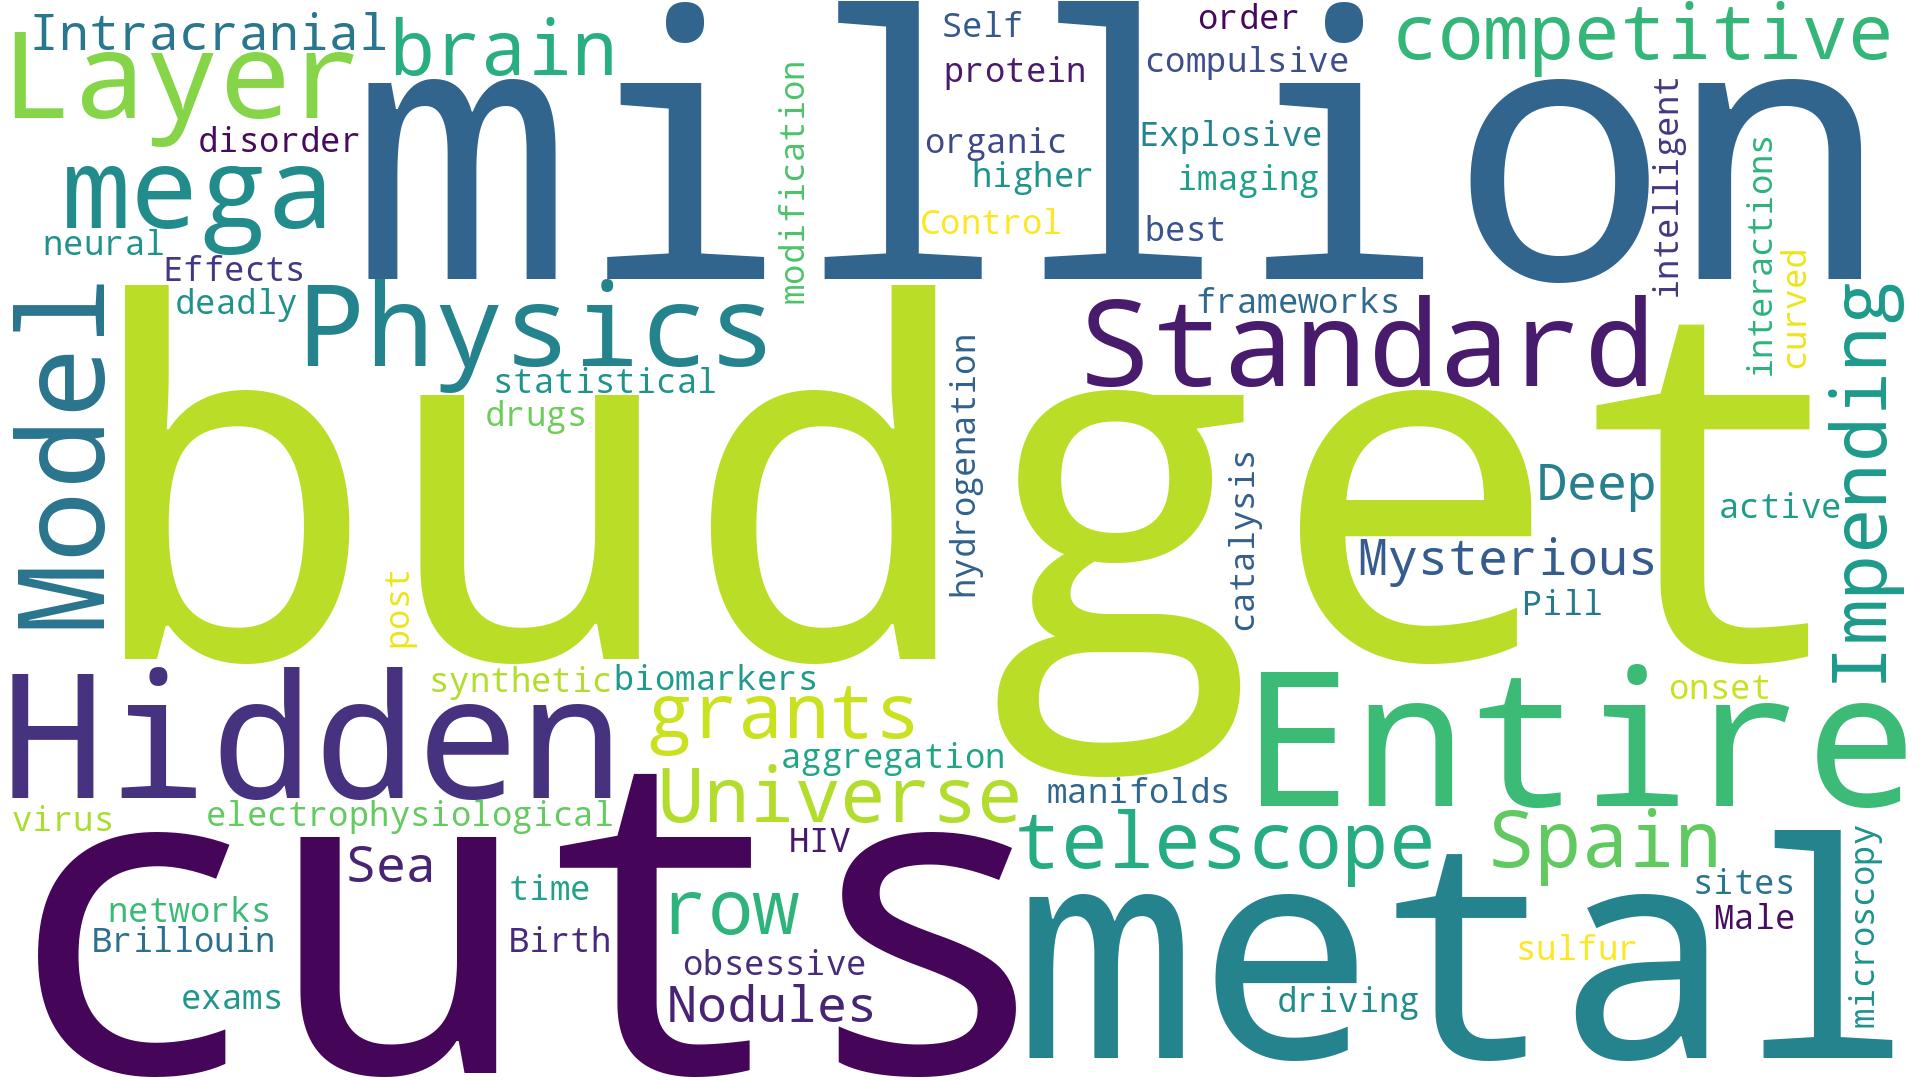 Intracranial
Layer
brain
million
Self
order
competitive
protein
compulsive
modification
disorder
organic
Explosive
intelligent
mega
higher
imaging
interactions
neural
Control
best
Effects
curved
deadly
Physics
frameworks
Standard
Model
Impending
statistical
drugs
hydrogenation
budget
catalysis
Deep
active
Mysterious
post
Pill
Hidden
synthetic
biomarkers
grants
Entire
onset
aggregation
Universe
manifolds
virus
electrophysiological
HIV
telescope
Spain
cuts
Sea
time
row
metal
sites
Male
microscopy
networks
Brillouin
Birth
obsessive
sulfur
exams
Nodules
driving